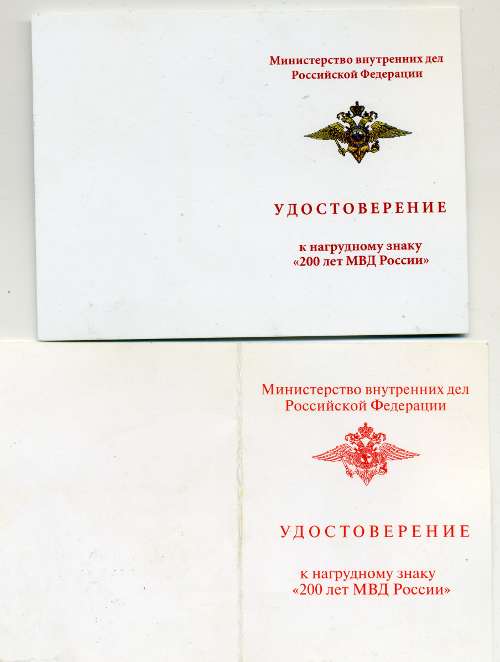 Министерство внутренних дел
Российской Федерации
УДОСТОВЕРЕНИЕ
к нагрудному знаку
«200 лет МВД России»
Министерство внутренних дел
Российской Федерации
УДОСТОВЕРЕНИЕ
к нагрудному знаку
«200 лет МВД России»